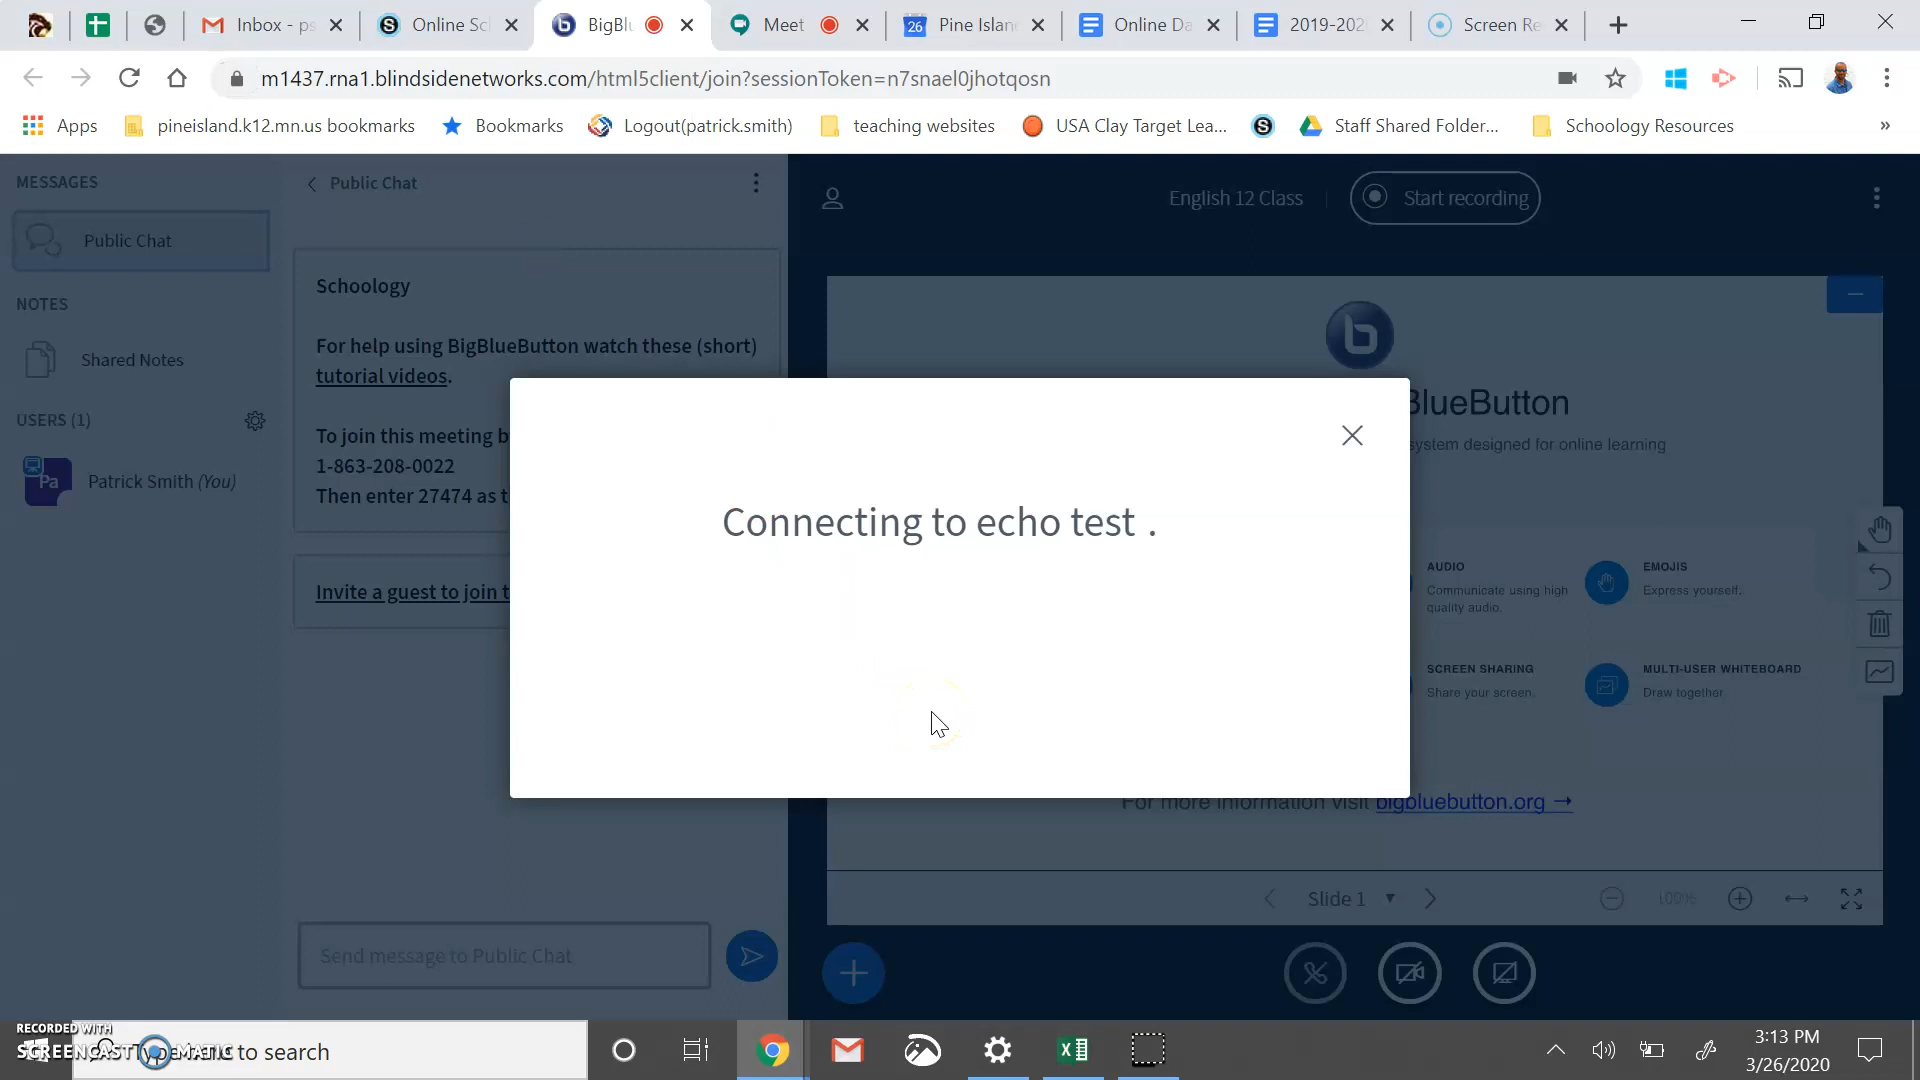 Inbox - ps
Online Sc
BigBlu
Meet
26
Pine Islan
Online Da
2019-202
Screen Re
m1437.rna1.blindsidenetworks.com/html5client/join?sessionToken=n7snael0jhotqosn
Apps
pineisland.k12.mn.us bookmarks
Bookmarks
Logout(patrick.smith)
teaching websites
USA Clay Target Lea...
Staff Shared Folder...
Schoology Resources
MESSAGES
Public Chat
NOTES
Shared Notes
USERS (1)
Pa
Patrick Smith (You)
Public Chat
Schoology
For help using BigBlueButton watch these (short)
tutorial videos.
To join this meeting b
1-863-208-0022
Then enter 27474 as t
Invite a guest to join t
Send message to Public Chat
English 12 Class
Start recording
Connecting to echo test .
BlueButton
system designed for online learning
AUDIO
Communicate using high
quality audio.
EMOJIS
Express yourself.
SCREEN SHARING
Share your screen.
MULTI-USER WHITEBOARD
Draw together
For more information visit bigbluebutton.org →
Slide 1
100%
RECORDED WITH
SCREENCAST MATIC
to search
3:13 PM
3/26/2020